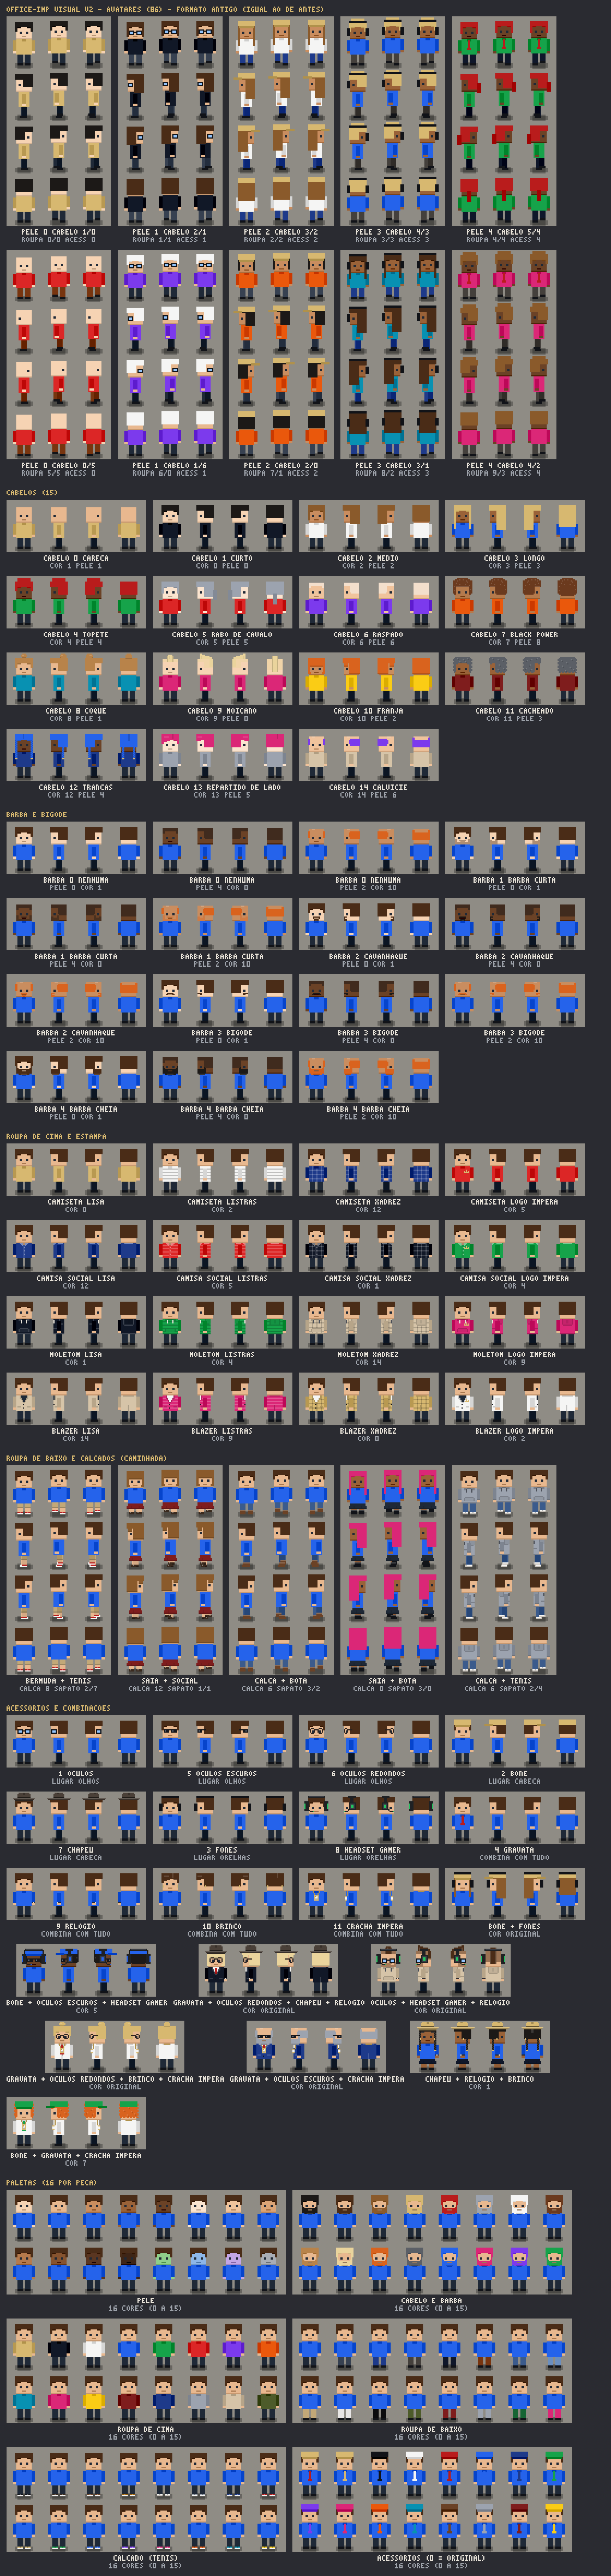 OFFICE-IMP VISUAL V2 - AVATARES (B6) - FORMATO ANTIGO (IGUAL AO DE ANTES)
PELE 0 CABELO 1/0
ROUPA 0/0 ACESS 0
PELE 1 CABELO 2/1
ROUPA 1/1 ACESS 1
PELE 2 CABELO 3/2
ROUPA 2/2 ACESS 2
PELE 3 CABELO 4/3
ROUPA 3/3 ACESS 3
PELE 4 CABELO 5/4
ROUPA 4/4 ACESS 4
PELE 0 CABELO 0/5
ROUPA 5/5 ACESS 0
PELE 1 CABELO 1/6
ROUPA 6/0 ACESS 1
PELE 2 CABELO 2/0
ROUPA 7/1 ACESS 2
PELE 3 CABELO 3/1
ROUPA 8/2 ACESS 3
PELE 4 CABELO 4/2
ROUPA 9/3 ACESS 4
CABELOS (15)
CABELO 0 CARECA
COR 1 PELE 1
CABELO 1 CURTO
COR 0 PELE 0
CABELO 2 MEDIO
COR 2 PELE 2
CABELO 3 LONGO
COR 3 PELE 3
CABELO 4 TOPETE
COR 4 PELE 4
CABELO 5 RABO DE CAVALO
COR 5 PELE 5
CABELO 6 RASPADO
COR 6 PELE 6
CABELO 7 BLACK POWER
COR 7 PELE 8
CABELO 8 COQUE
COR 8 PELE 1
CABELO 9 MOICANO
COR 9 PELE 0
CABELO 10 FRANJA
COR 10 PELE 2
CABELO 11 CACHEADO
COR 11 PELE 3
CABELO 12 TRANCAS
COR 12 PELE 4
CABELO 13 REPARTIDO DE LADO
COR 13 PELE 5
CABELO 14 CALVICIE
COR 14 PELE 6
BARBA E BIGODE
BARBA 0 NENHUMA
PELE 0 COR 1
BARBA 0 NENHUMA
PELE 4 COR 0
BARBA 0 NENHUMA
PELE 2 COR 10
BARBA 1 BARBA CURTA
PELE 0 COR 1
BARBA 1 BARBA CURTA
PELE 4 COR 0
BARBA 1 BARBA CURTA
PELE 2 COR 10
BARBA 2 CAVANHAQUE
PELE 0 COR 1
BARBA 2 CAVANHAQUE
PELE 4 COR 0
BARBA 2 CAVANHAQUE
PELE 2 COR 10
BARBA 3 BIGODE
PELE 0 COR 1
BARBA 3 BIGODE
PELE 4 COR 0
BARBA 3 BIGODE
PELE 2 COR 10
BARBA 4 BARBA CHEIA
PELE 0 COR 1
BARBA 4 BARBA CHEIA
PELE 4 COR 0
BARBA 4 BARBA CHEIA
PELE 2 COR 10
ROUPA DE CIMA E ESTAMPA
CAMISETA LISA
COR 0
CAMISETA LISTRAS
COR 2
CAMISETA XADREZ
COR 12
CAMISETA LOGO IMPERA
COR 5
CAMISA SOCIAL LISA
COR 12
CAMISA SOCIAL LISTRAS
COR 5
CAMISA SOCIAL XADREZ
COR 1
CAMISA SOCIAL LOGO IMPERA
COR 4
MOLETOM LISA
COR 1
MOLETOM LISTRAS
COR 4
MOLETOM XADREZ
COR 14
MOLETOM LOGO IMPERA
COR 9
BLAZER LISA
COR 14
BLAZER LISTRAS
COR 9
BLAZER XADREZ
COR 0
BLAZER LOGO IMPERA
COR 2
ROUPA DE BAIXO E CALCADOS (CAMINHADA)
BERMUDA + TENIS
CALCA 8 SAPATO 2/7
SAIA + SOCIAL
CALCA 12 SAPATO 1/1
CALCA + BOTA
CALCA 6 SAPATO 3/2
SAIA + BOTA
CALCA 0 SAPATO 3/0
CALCA + TENIS
CALCA 6 SAPATO 2/4
ACESSORIOS E COMBINACOES
1 OCULOS
LUGAR OLHOS
5 OCULOS ESCUROS
LUGAR OLHOS
6 OCULOS REDONDOS
LUGAR OLHOS
2 BONE
LUGAR CABECA
7 CHAPEU
LUGAR CABECA
3 FONES
LUGAR ORELHAS
8 HEADSET GAMER
LUGAR ORELHAS
4 GRAVATA
COMBINA COM TUDO
9 RELOGIO
COMBINA COM TUDO
10 BRINCO
COMBINA COM TUDO
11 CRACHA IMPERA
COMBINA COM TUDO
BONE + FONES
COR ORIGINAL
BONE + OCULOS ESCUROS + HEADSET GAMER
COR 5
GRAVATA + OCULOS REDONDOS + CHAPEU + RELOGIO
COR ORIGINAL
OCULOS + HEADSET GAMER + RELOGIO
COR ORIGINAL
GRAVATA + OCULOS REDONDOS + BRINCO + CRACHA IMPERA
COR ORIGINAL
GRAVATA + OCULOS ESCUROS + CRACHA IMPERA
COR ORIGINAL
CHAPEU + RELOGIO + BRINCO
COR 1
BONE + GRAVATA + CRACHA IMPERA
COR 7
PALETAS (16 POR PECA)
PELE
16 CORES (0 A 15)
CABELO E BARBA
16 CORES (0 A 15)
ROUPA DE CIMA
16 CORES (0 A 15)
ROUPA DE BAIXO
16 CORES (0 A 15)
CALCADO (TENIS)
16 CORES (0 A 15)
ACESSORIOS (0 = ORIGINAL)
16 CORES (0 A 15)